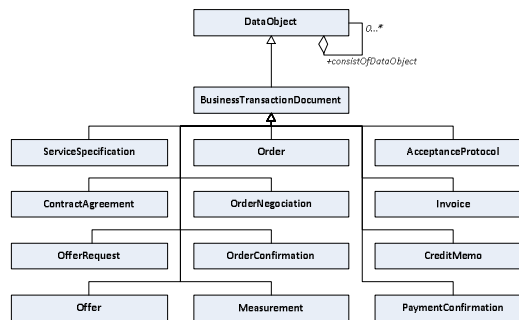 DataObject
0...*
+consistOfDataObject
BusinessTransactionDocument
ServiceSpecification
Order
AcceptanceProtocol
ContractAgreement
OrderNegociation
Invoice
OfferRequest
OrderConfirmation
CreditMemo
Offer
Measurement
PaymentConfirmation